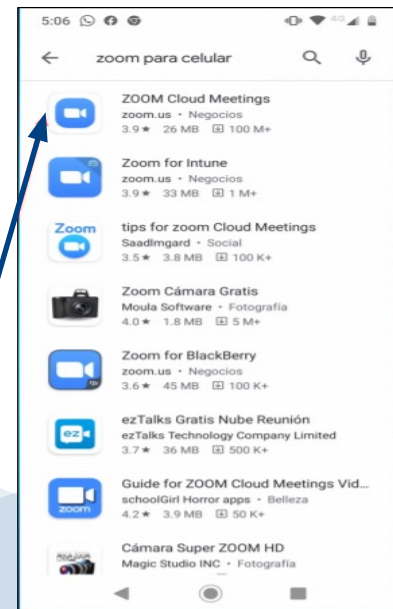 5:06 4G
zoom para celular
ZOOM Cloud Meetings
zoom.us • Negocios
3.9★ 26 MB 100 M+
Zoom for Intune
zoom.us • Negocios
3.9★ 33 MB 1 M+
Zoom
tips for zoom Cloud Meetings
SaadImgard • Social
3.5★ 3.8 MB 100 K+
Zoom Cámara Gratis
Moula Software • Fotografía
4.0★ 1.8 MB 5 M+
Zoom for BlackBerry
zoom.us • Negocios
3.6★ 45 MB 100 K+
ez
ezTalks Gratis Nube Reunión
ezTalks Technology Company Limited
3.7★ 36 MB 500 K+
zoom
Guide for ZOOM Cloud Meetings Vid...
schoolGirl Horror apps • Belleza
4.2★ 3.9 MB 50 K+
Cámara Super ZOOM HD
Magic Studio INC • Fotografía